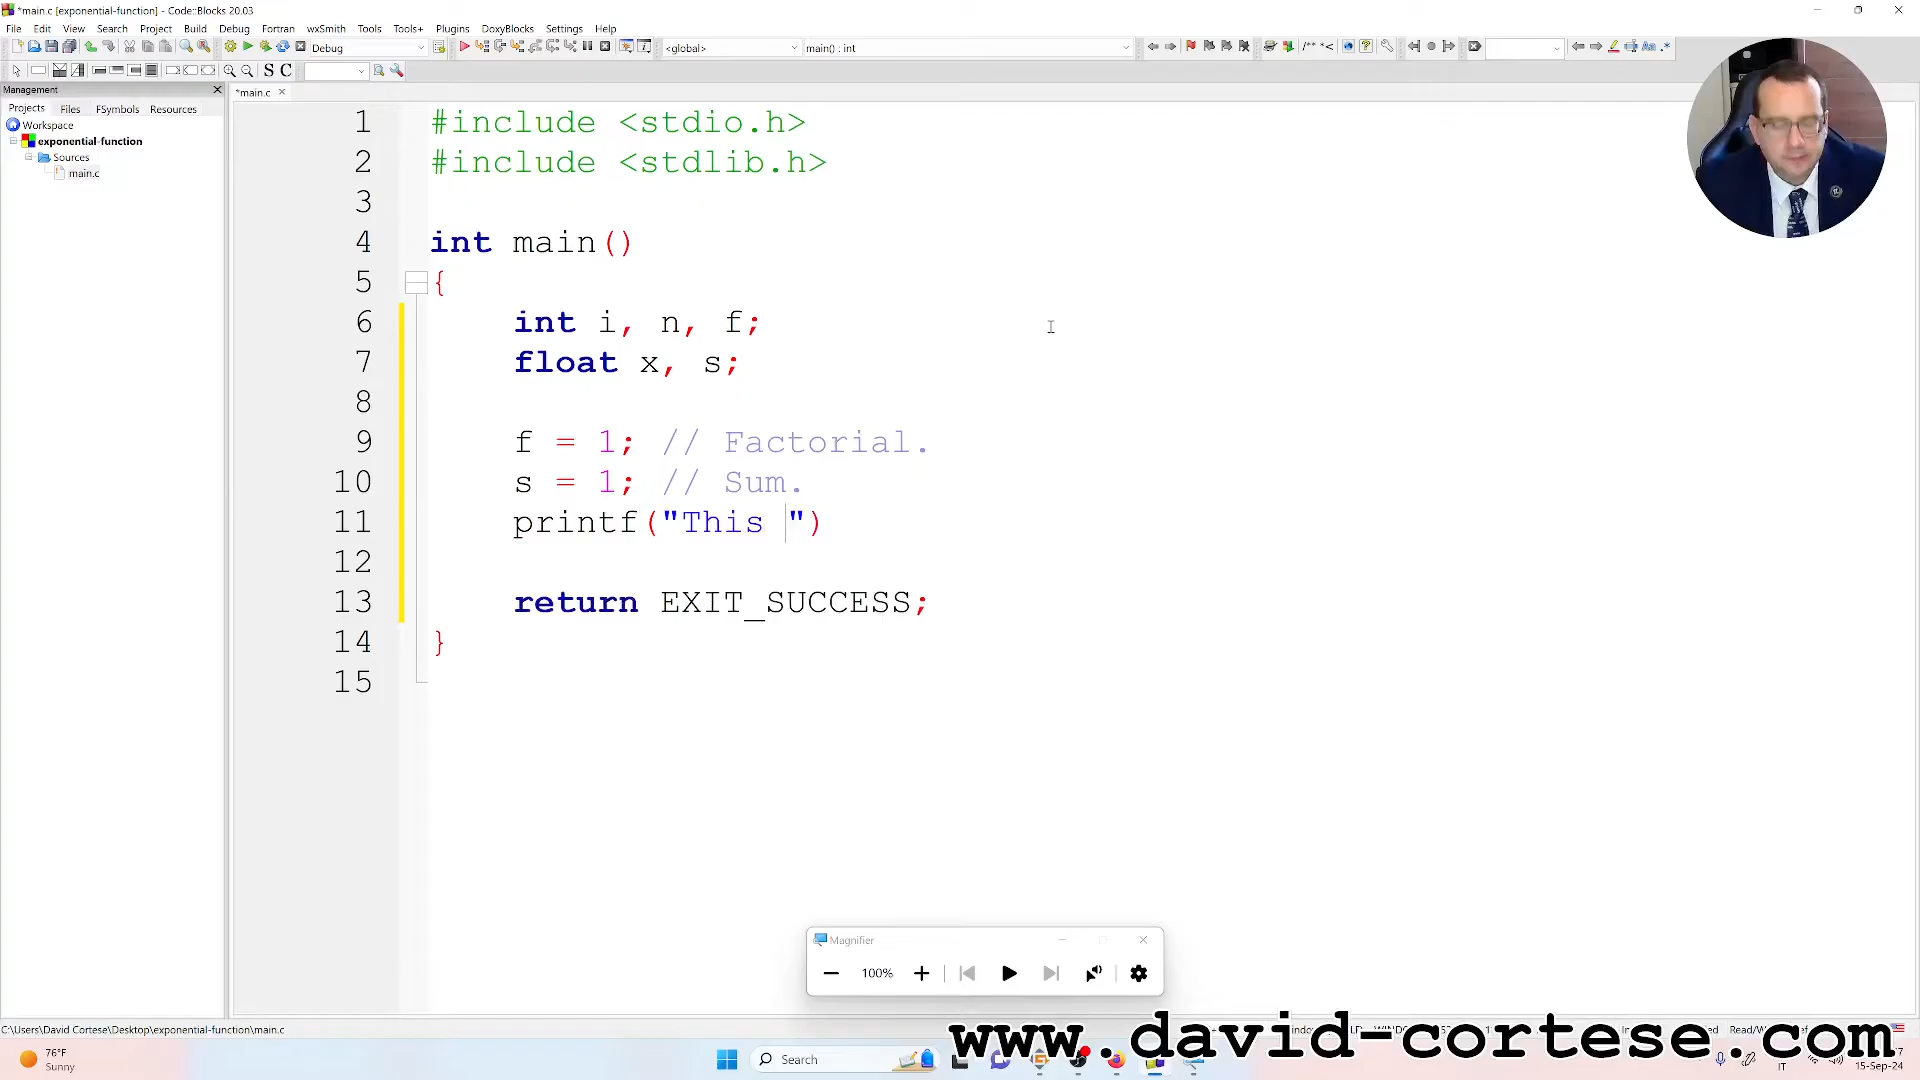 *main.c [exponential-function] - Code::Blocks 20.03
File Edit View Search Project Build Debug Fortran wxSmith Tools Tools+ Plugins DoxyBlocks Settings Help
Debug <global> main() : int
S C
Management
Projects Files FSymbols Resources
*main.c
Workspace
exponential-function
Sources
main.c
1 #include <stdio.h>
2 #include <stdlib.h>
3
4 int main()
5 {
6 int i, n, f;
7 float x, s;
8
9 f = 1; // Factorial.
10 s = 1; // Sum.
11 printf("This ")
12
13 return EXIT_SUCCESS;
14 }
15
Magnifier
100%
C:\Users\David Cortese\Desktop\exponential-function\main.c
www.david-cortese.com
76°F
Sunny
Search
IT
15-Sep-24